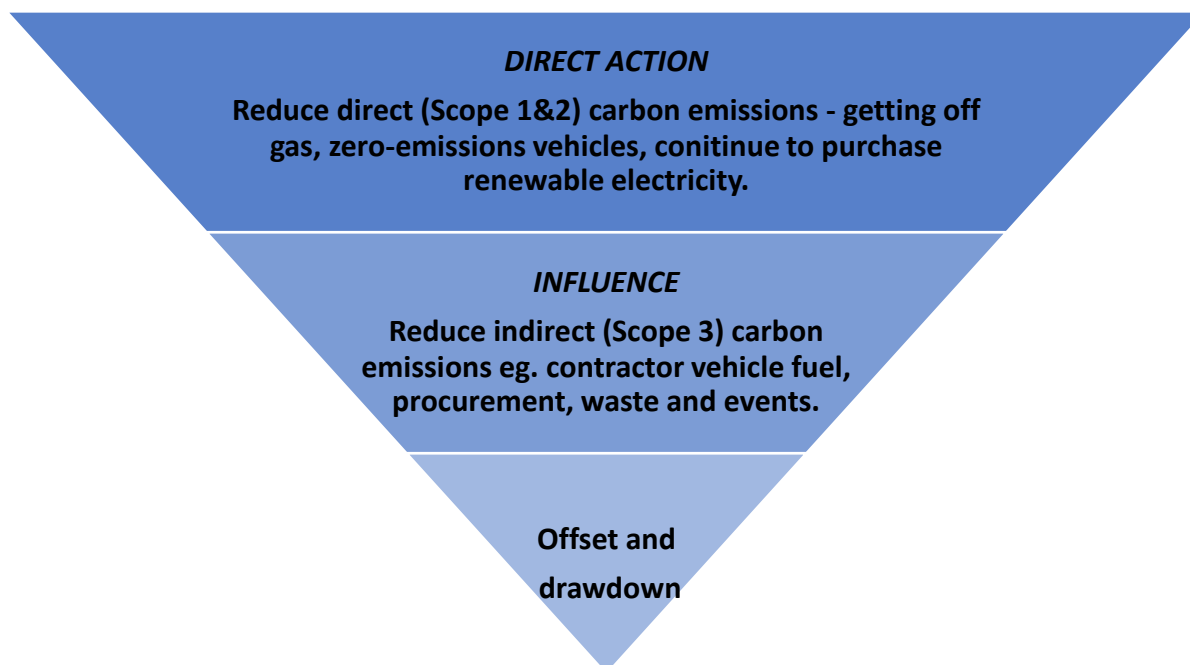 DIRECT ACTION
Reduce direct (Scope 1&2) carbon emissions - getting off
gas, zero-emissions vehicles, conitinue to purchase
renewable electricity.
INFLUENCE
Reduce indirect (Scope 3) carbon
emissions eg. contractor vehicle fuel,
procurement, waste and events.
Offset and
drawdown